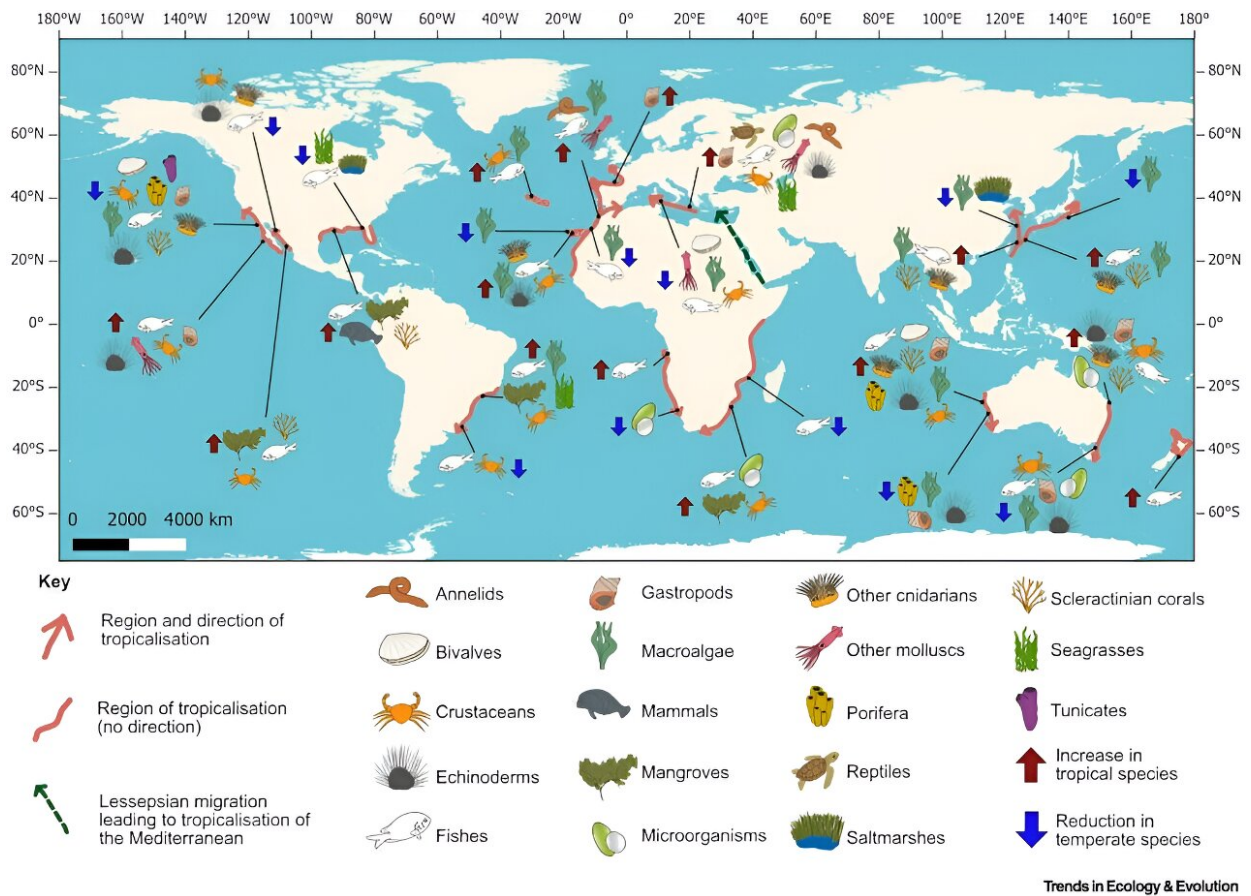 180°W 160°W 140°W 120°W 100°W 80°W 60°W 40°W 20°W 0° 20°E 40°E 60°E 80°E 100°E 120°E 140°E 160°E 180°
80°N 80°N
60°N 60°N
40°N 40°N
20°N 20°N
0° 0°
20°S 20°S
40°S 40°S
60°S 60°S
0 2000 4000 km
Key
Region and direction of
tropicalisation
Region of tropicalisation
(no direction)
Lessepsian migration
leading to tropicalisation of
the Mediterranean
Annelids
Bivalves
Crustaceans
Echinoderms
Fishes
Gastropods
Macroalgae
Mammals
Mangroves
Microorganisms
Other cnidarians
Other molluscs
Porifera
Reptiles
Saltmarshes
Scleractinian corals
Seagrasses
Tunicates
Increase in
tropical species
Reduction in
temperate species
Trends in Ecology & Evolution